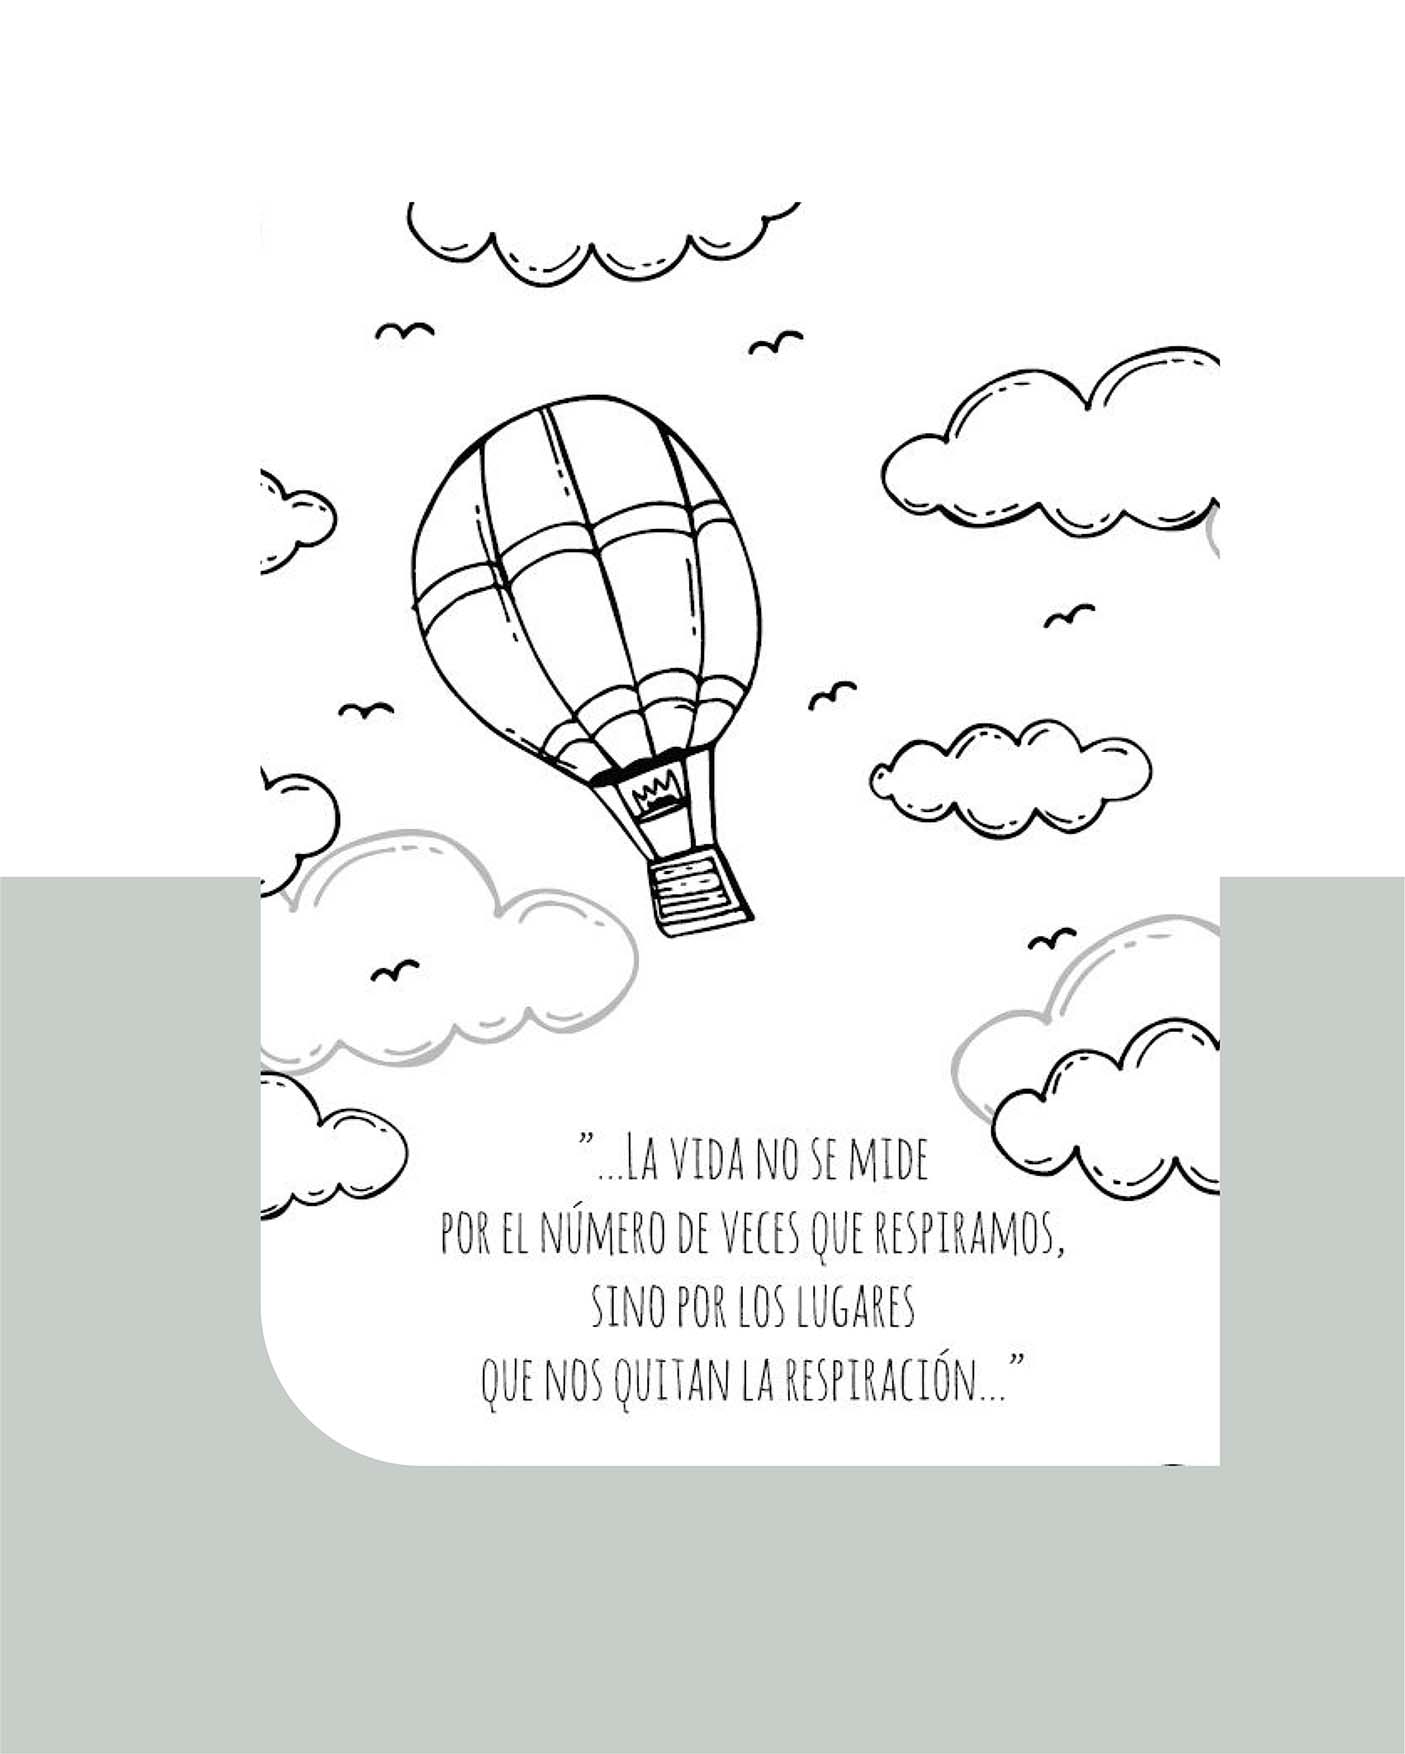 ”...La vida no se mide
por el número de veces que respiramos,
sino por los lugares
que nos quitan la respiración...”